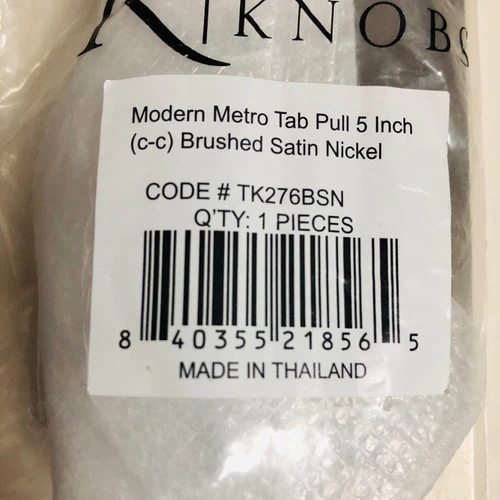 KNOBS
Modern Metro Tab Pull 5 Inch
(c-c) Brushed Satin Nickel
CODE # TK276BSN
Q'TY: 1 PIECES
8 40355 21856 5
MADE IN THAILAND